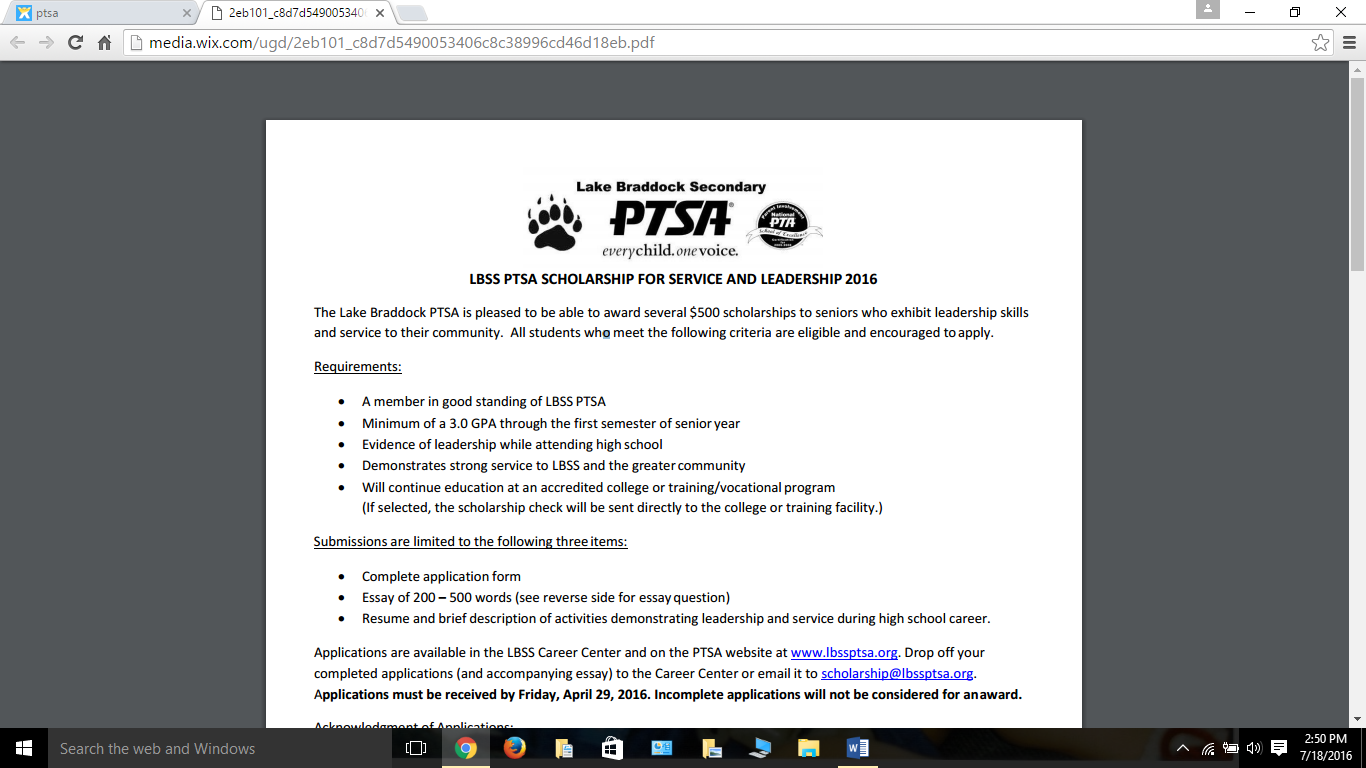 ptsa
2eb101_c8d7d5490053406
media.wix.com/ugd/2eb101_c8d7d5490053406c8c38996cd46d18eb.pdf
Lake Braddock Secondary
PTSA®
National
PTA
School of Excellence
everychild.onevoice.
LBSS PTSA SCHOLARSHIP FOR SERVICE AND LEADERSHIP 2016
The Lake Braddock PTSA is pleased to be able to award several $500 scholarships to seniors who exhibit leadership skills
and service to their community.  All students who meet the following criteria are eligible and encouraged to apply.
Requirements:
• A member in good standing of LBSS PTSA
• Minimum of a 3.0 GPA through the first semester of senior year
• Evidence of leadership while attending high school
• Demonstrates strong service to LBSS and the greater community
• Will continue education at an accredited college or training/vocational program
(If selected, the scholarship check will be sent directly to the college or training facility.)
Submissions are limited to the following three items:
• Complete application form
• Essay of 200 – 500 words (see reverse side for essay question)
• Resume and brief description of activities demonstrating leadership and service during high school career.
Applications are available in the LBSS Career Center and on the PTSA website at www.lbssptsa.org. Drop off your
completed applications (and accompanying essay) to the Career Center or email it to scholarship@lbssptsa.org.
Applications must be received by Friday, April 29, 2016. Incomplete applications will not be considered for an award.
Acknowledgment of Applications:
Search the web and Windows
2:50 PM
7/18/2016